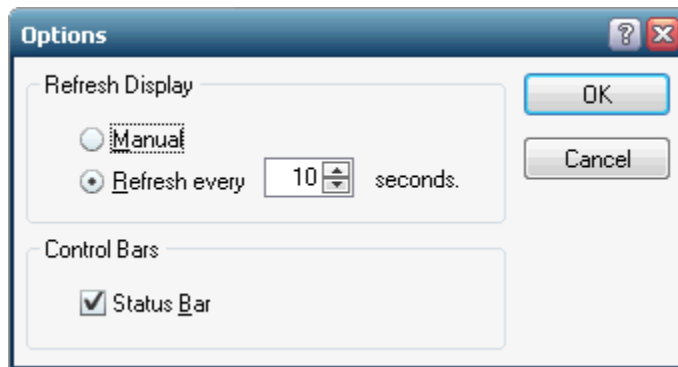 Options
Refresh Display
OK
Manual
Cancel
Refresh every 10 seconds.
Control Bars
Status Bar